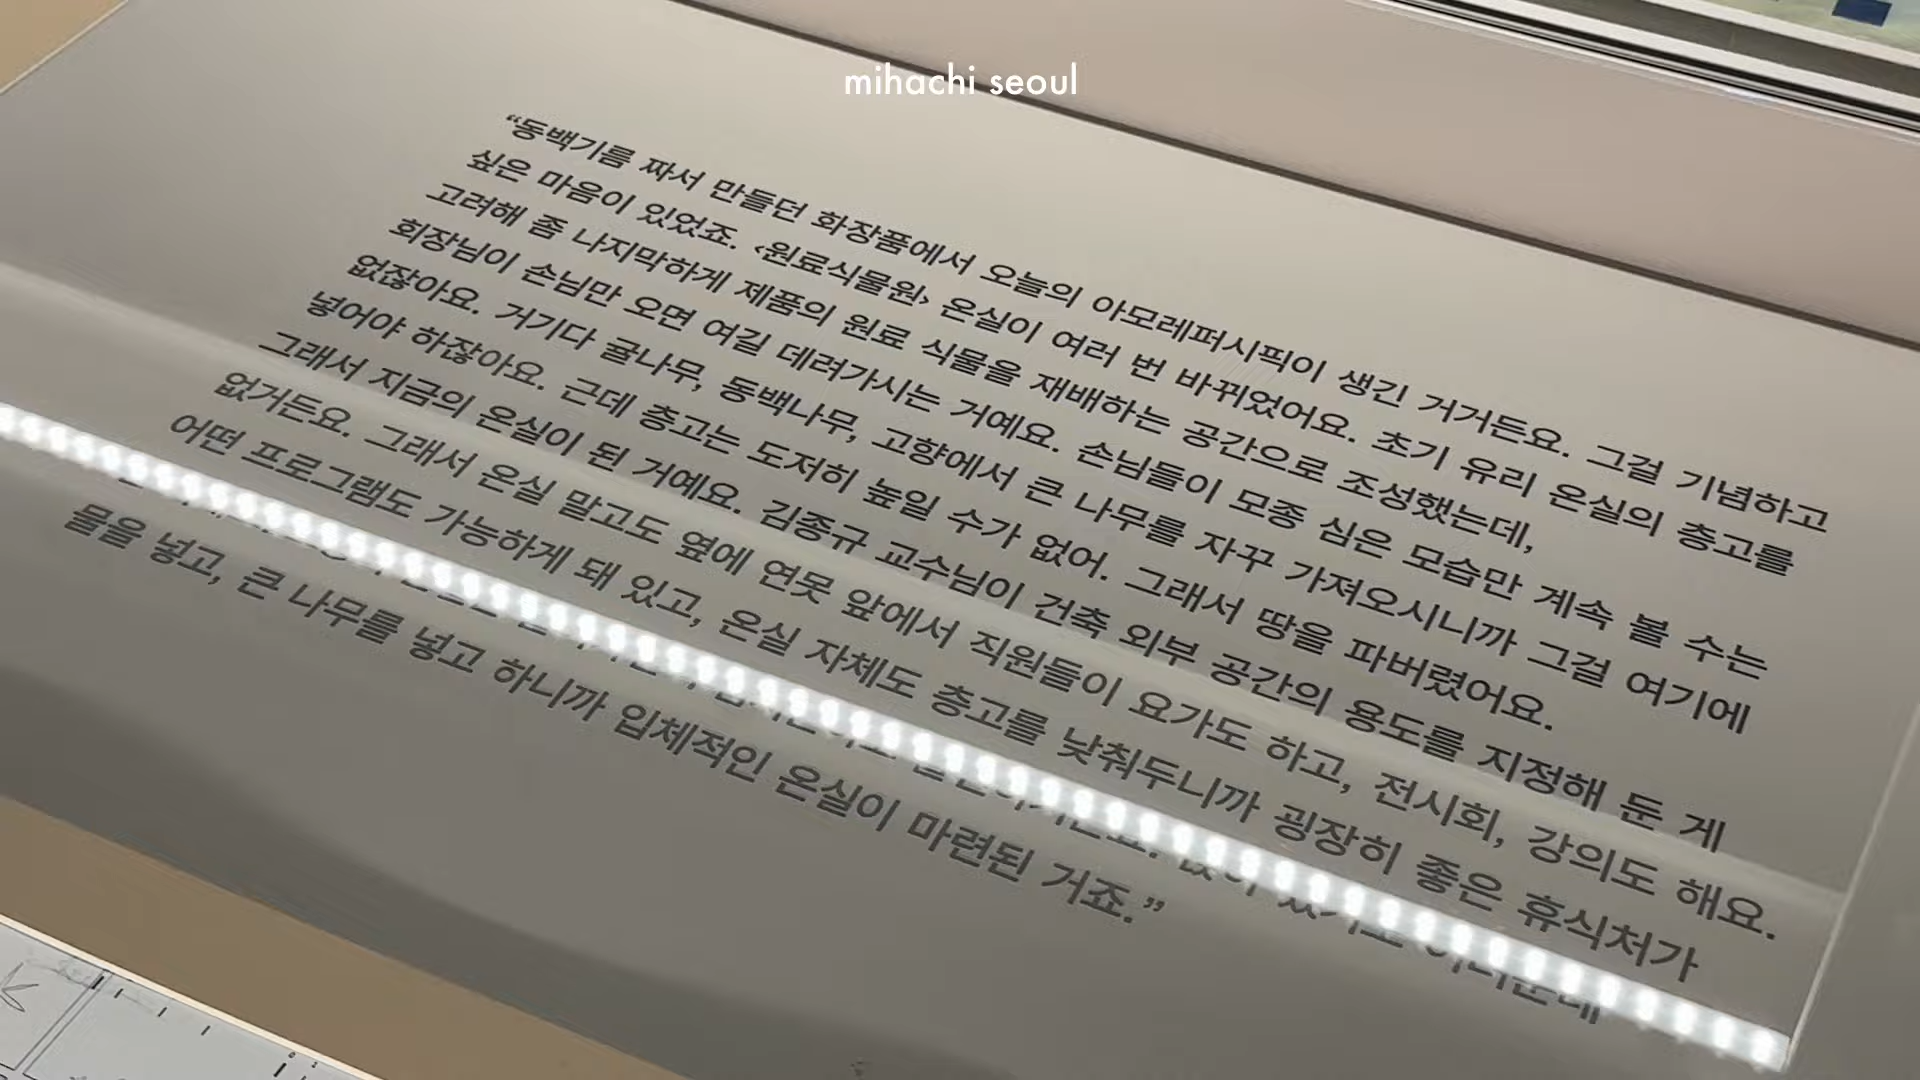 mihachi seoul
“동백기름 짜서 만들던 화장품에서 오늘의 아모레퍼시픽이 생긴 거거든요. 그걸 기념하고
싶은 마음이 있었죠. ‹원료식물원› 온실이 여러 번 바뀌었어요. 초기 유리 온실의 층고를
고려해 좀 나지막하게 제품의 원료 식물을 재배하는 공간으로 조성했는데,
회장님이 손님만 오면 여길 데려가시는 거예요. 손님들이 모종 심은 모습만 계속 볼 수는
없잖아요. 거기다 귤나무, 동백나무, 고향에서 큰 나무를 자꾸 가져오시니까 그걸 여기에
넣어야 하잖아요. 근데 층고는 도저히 높일 수가 없어. 그래서 땅을 파버렸어요.
그래서 지금의 온실이 된 거예요. 김종규 교수님이 건축 외부 공간의 용도를 지정해 둔 게
없거든요. 그래서 온실 말고도 옆에 연못 앞에서 직원들이 요가도 하고, 전시회, 강의도 해요.
어떤 프로그램도 가능하게 돼 있고, 온실 자체도 층고를 낮춰두니까 굉장히 좋은 휴식처가
물을 넣고, 큰 나무를 넣고 하니까 입체적인 온실이 마련된 거죠.”